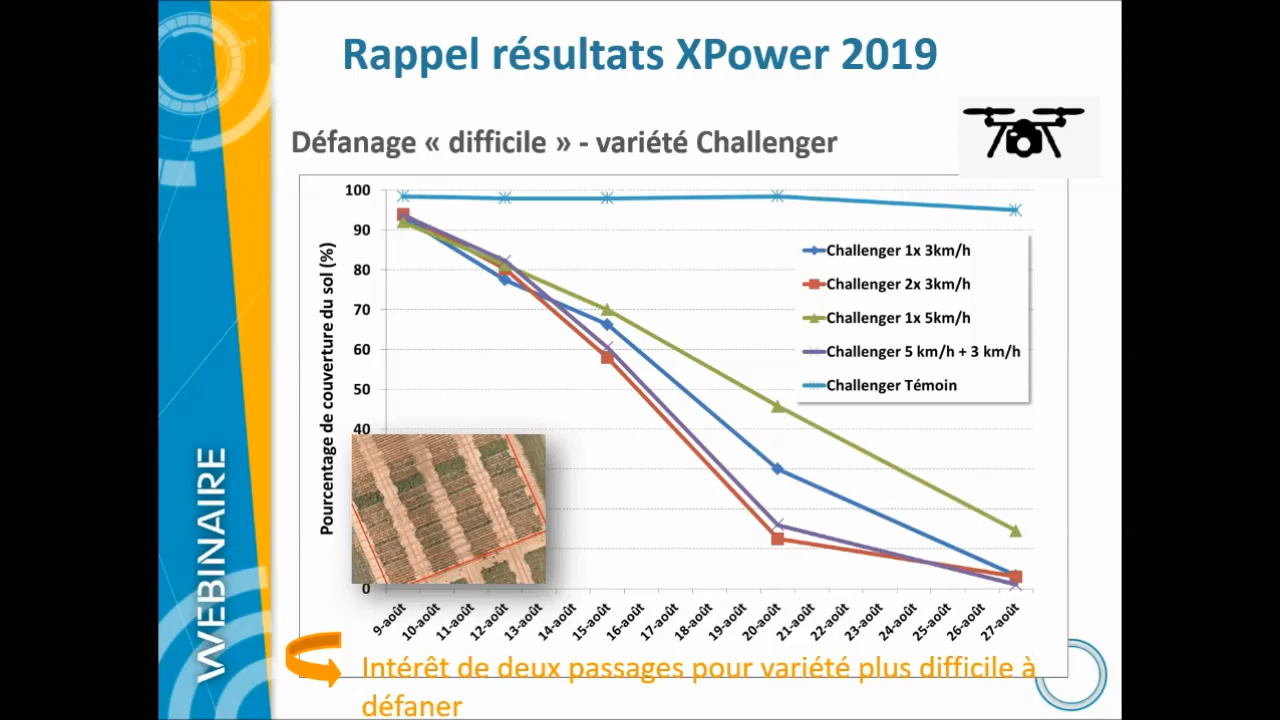 Rappel résultats XPower 2019
Défanage « difficile » - variété Challenger
WEBINAIRE
Pourcentage de couverture du sol (%)
100
90
80
70
60
50
40
0
Challenger 1x 3km/h
Challenger 2x 3km/h
Challenger 1x 5km/h
Challenger 5 km/h + 3 km/h
Challenger Témoin
9-août
10-août
11-août
12-août
13-août
14-août
15-août
16-août
17-août
18-août
19-août
20-août
21-août
22-août
23-août
24-août
25-août
26-août
27-août
Intérêt de deux passages pour variété plus difficile à
défaner